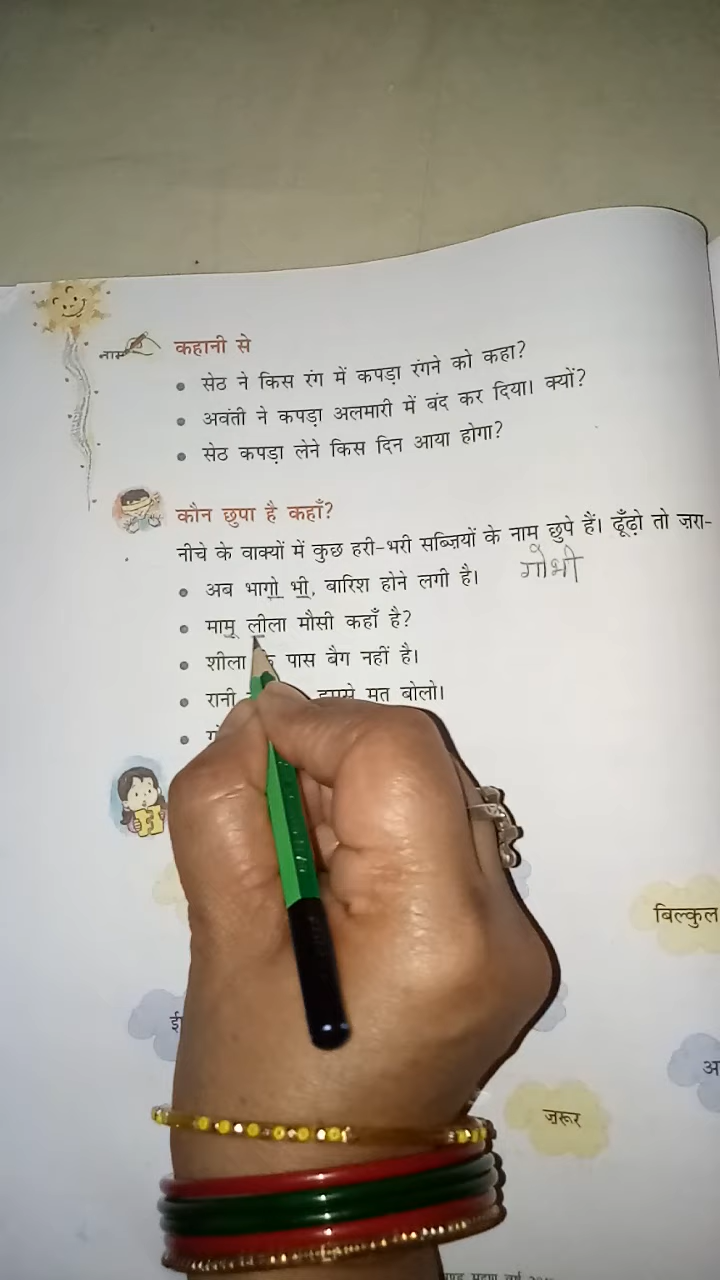 नाम
कहानी से
सेठ ने किस रंग में कपड़ा रंगने को कहा?
अवंती ने कपड़ा अलमारी में बंद कर दिया। क्यों?
सेठ कपड़ा लेने किस दिन आया होगा?
कौन छुपा है कहाँ?
नीचे के वाक्यों में कुछ हरी-भरी सब्ज़ियों के नाम छुपे हैं। ढूँढ़ो तो ज़रा-
अब भागो भी, बारिश होने लगी है। गोभी
मामू लीला मौसी कहाँ है?
शीला के पास बैग नहीं है।
रानी हमसे मत बोलो।
बिल्कुल
ई
अ
ज़रूर